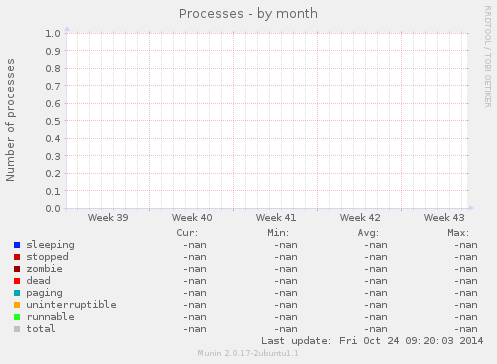 Processes - by month
RRDTOOL / TOBI OETIKER
Number of processes
1.0
0.9
0.8
0.7
0.6
0.5
0.4
0.3
0.2
0.1
0.0
Week 39 Week 40 Week 41 Week 42 Week 43
Cur: Min: Avg: Max:
sleeping -nan -nan -nan -nan
stopped -nan -nan -nan -nan
zombie -nan -nan -nan -nan
dead -nan -nan -nan -nan
paging -nan -nan -nan -nan
uninterruptible -nan -nan -nan -nan
runnable -nan -nan -nan -nan
total -nan -nan -nan -nan
Last update: Fri Oct 24 09:20:03 2014
Munin 2.0.17-2ubuntu1.1